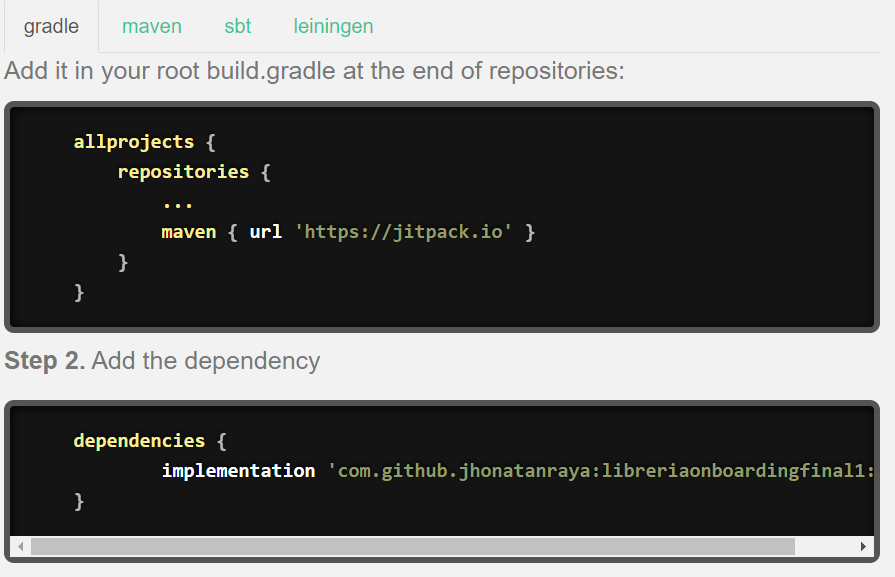 gradle maven sbt leiningen
Add it in your root build.gradle at the end of repositories:
allprojects {
repositories {
...
maven { url 'https://jitpack.io' }
}
}
Step 2. Add the dependency
dependencies {
implementation 'com.github.jhonatanraya:libreriaonboardingfinal1:
}